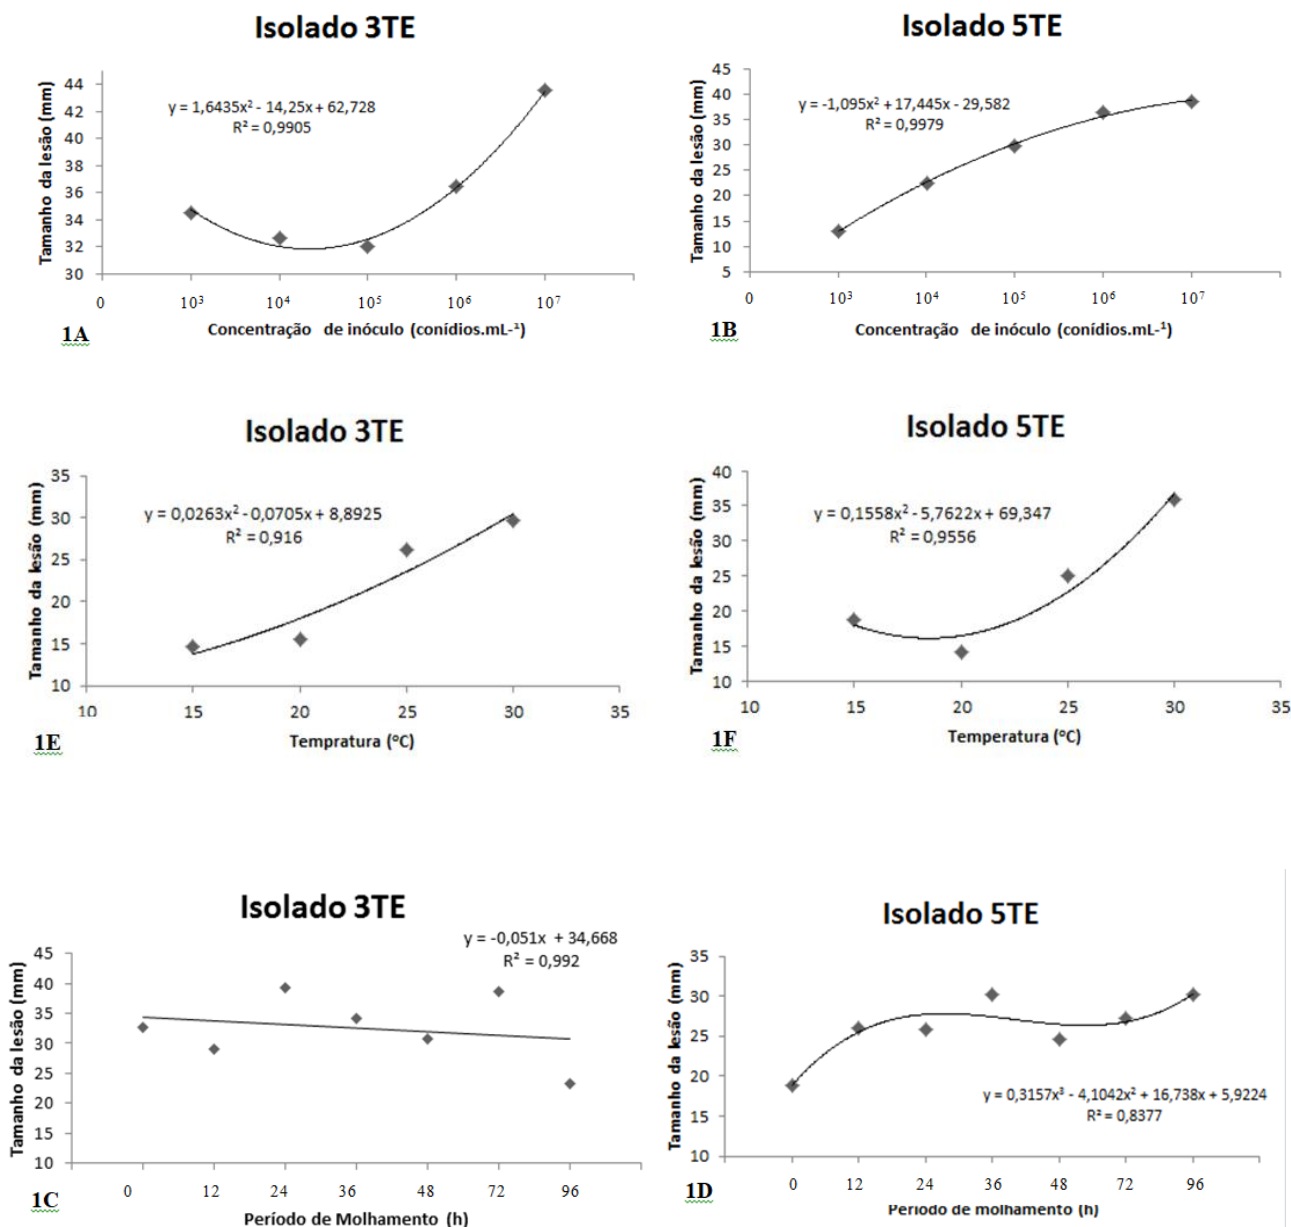 Isolado 3TE
Tamanho da lesão (mm)
y = 1,6435x² - 14,25x + 62,728
R² = 0,9905
44
42
40
38
36
34
32
30
0 10³ 10⁴ 10⁵ 10⁶ 10⁷
Concentração de inóculo (conídios.mL-¹)
1A
Isolado 5TE
Tamanho da lesão (mm)
y = -1,095x² + 17,445x - 29,582
R² = 0,9979
45
40
35
30
25
20
15
10
5
0 10³ 10⁴ 10⁵ 10⁶ 10⁷
Concentração de inóculo (conídios.mL-¹)
1B
Isolado 3TE
Tamanho da lesão (mm)
y = 0,0263x² - 0,0705x + 8,8925
R² = 0,916
35
30
25
20
15
10
10 15 20 25 30 35
Tempratura (°C)
1E
Isolado 5TE
Tamanho da lesão (mm)
y = 0,1558x² - 5,7622x + 69,347
R² = 0,9556
40
35
30
25
20
15
10
10 15 20 25 30 35
Temperatura (°C)
1F
Isolado 3TE
Tamanho da lesão (mm)
y = -0,051x + 34,668
R² = 0,992
45
40
35
30
25
20
15
10
0 12 24 36 48 72 96
Período de Molhamento (h)
1C
Isolado 5TE
Tamanho da lesão (mm)
35
30
25
20
15
10
y = 0,3157x³ - 4,1042x² + 16,738x + 5,9224
R² = 0,8377
0 12 24 36 48 72 96
Período de molhamento (h)
1D